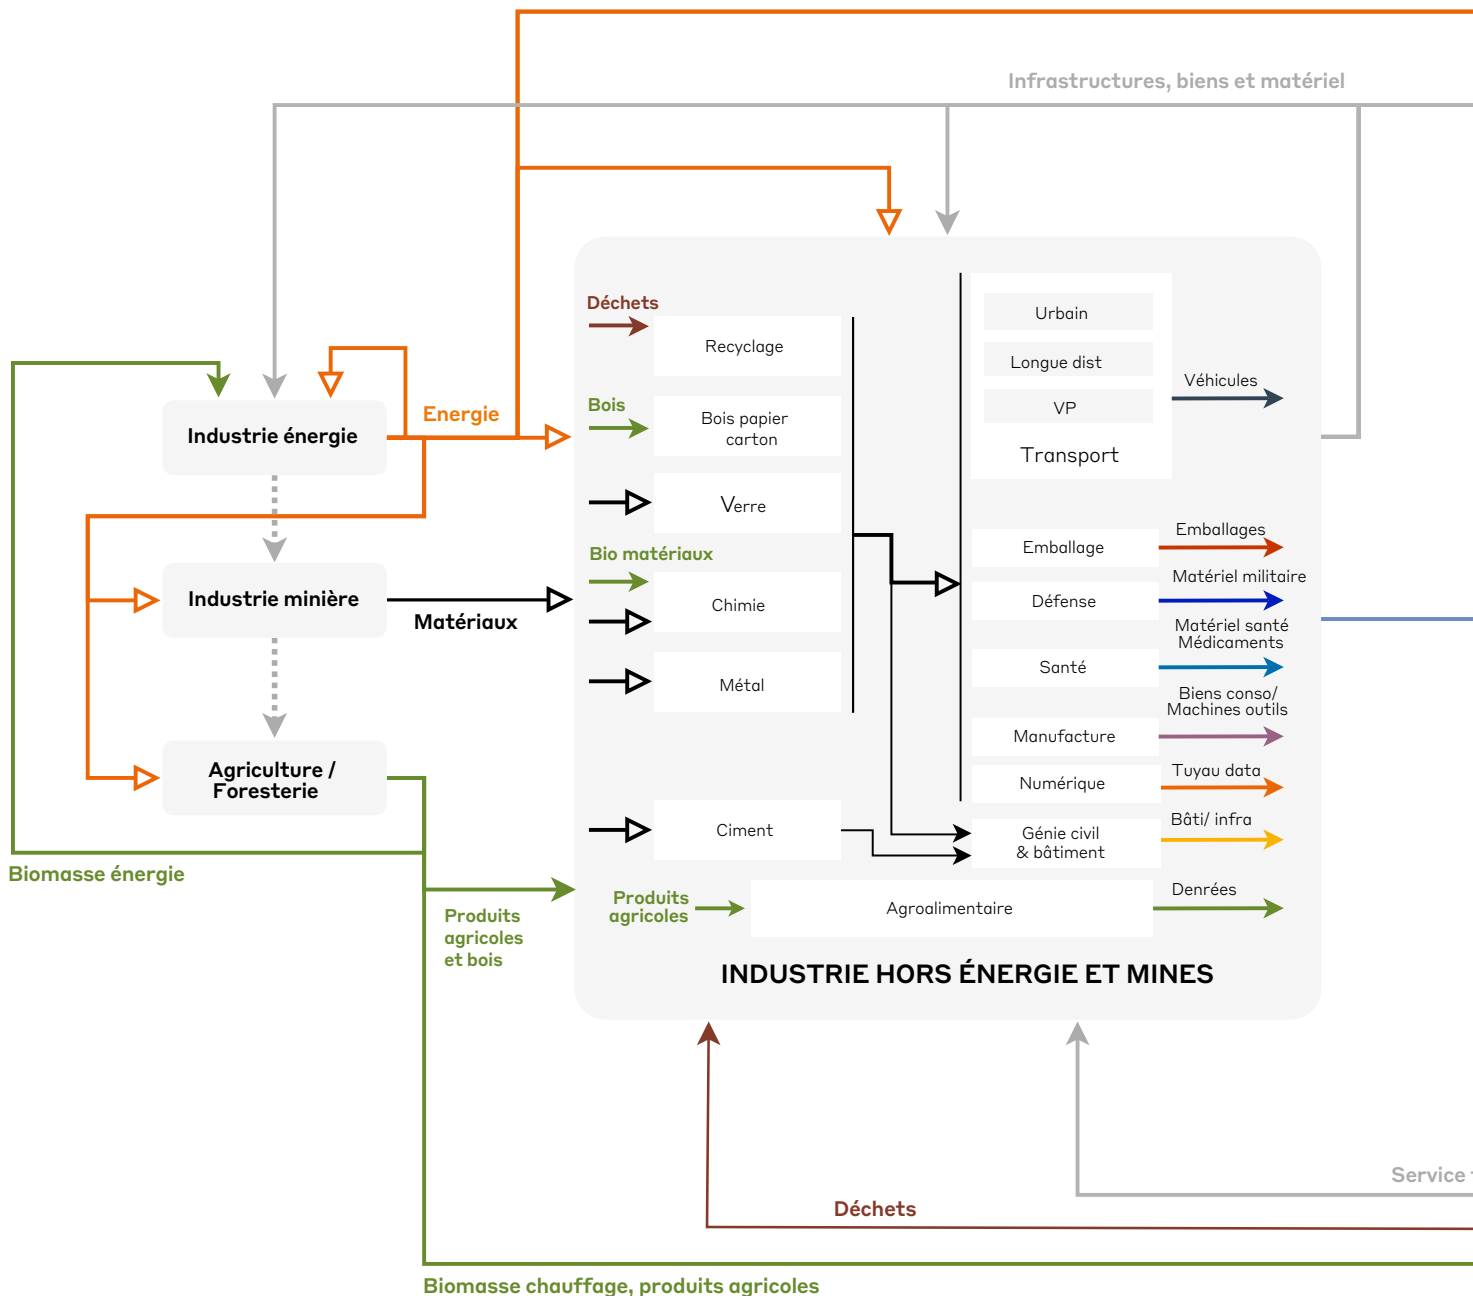 Infrastructures, biens et matériel
Déchets
Recyclage
Bois
Bois papier
carton
Verre
Bio matériaux
Chimie
Métal
Ciment
Produits
agricoles
Agroalimentaire
Urbain
Longue dist
VP
Transport
Véhicules
Emballage
Emballages
Défense
Matériel militaire
Santé
Matériel santé
Médicaments
Manufacture
Biens conso/
Machines outils
Numérique
Tuyau data
Génie civil
& bâtiment
Bâti/ infra
Denrées
INDUSTRIE HORS ÉNERGIE ET MINES
Industrie énergie
Energie
Industrie minière
Matériaux
Agriculture /
Foresterie
Biomasse énergie
Produits
agricoles
et bois
Service
Déchets
Biomasse chauffage, produits agricoles